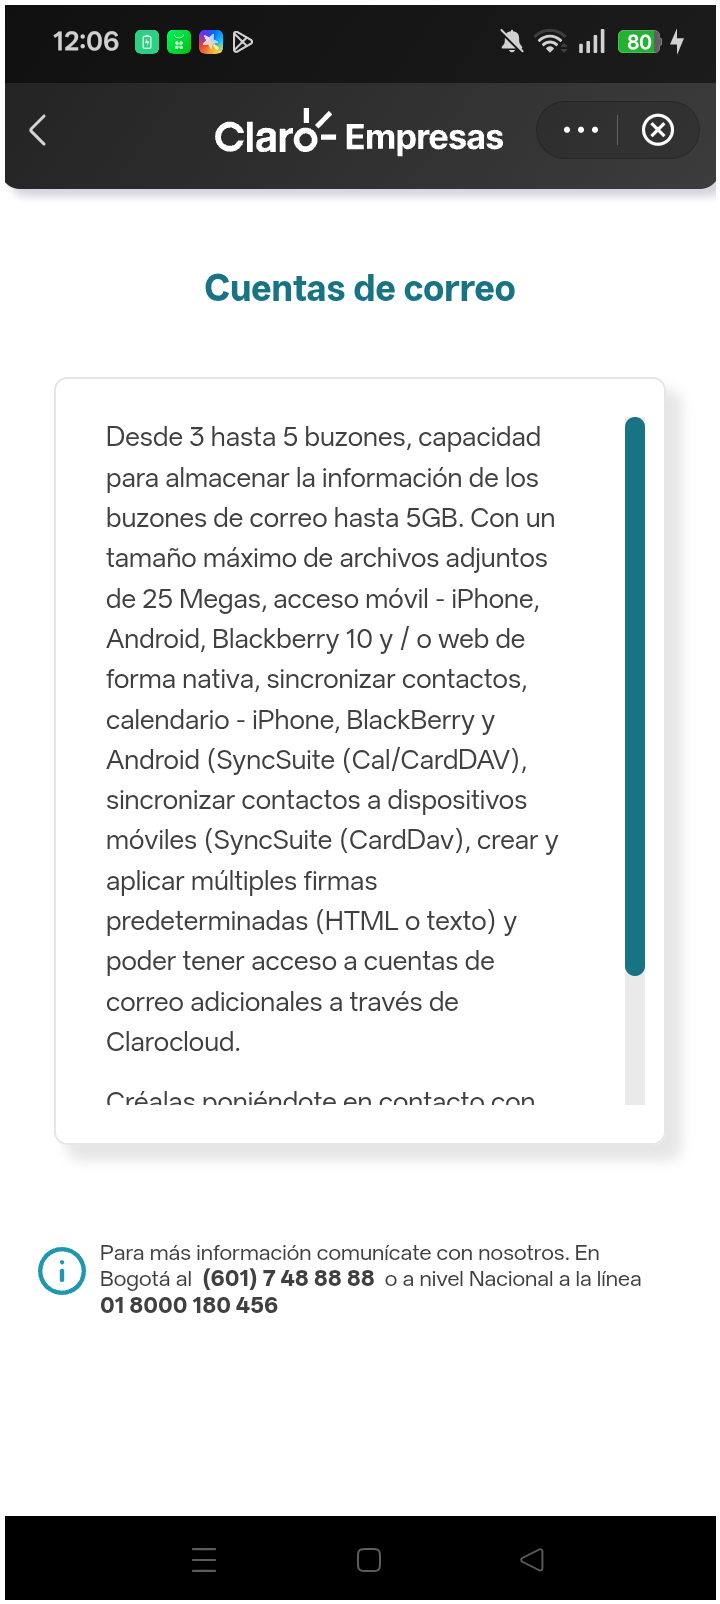 12:06
80
Claro Empresas
Cuentas de correo
Desde 3 hasta 5 buzones, capacidad
para almacenar la información de los
buzones de correo hasta 5GB. Con un
tamaño máximo de archivos adjuntos
de 25 Megas, acceso móvil - iPhone,
Android, Blackberry 10 y / o web de
forma nativa, sincronizar contactos,
calendario - iPhone, BlackBerry y
Android (SyncSuite (Cal/CardDAV),
sincronizar contactos a dispositivos
móviles (SyncSuite (CardDav), crear y
aplicar múltiples firmas
predeterminadas (HTML o texto) y
poder tener acceso a cuentas de
correo adicionales a través de
Clarocloud.
Créalas poniéndote en contacto con
Para más información comunícate con nosotros. En
Bogotá al (601) 7 48 88 88 o a nivel Nacional a la línea
01 8000 180 456